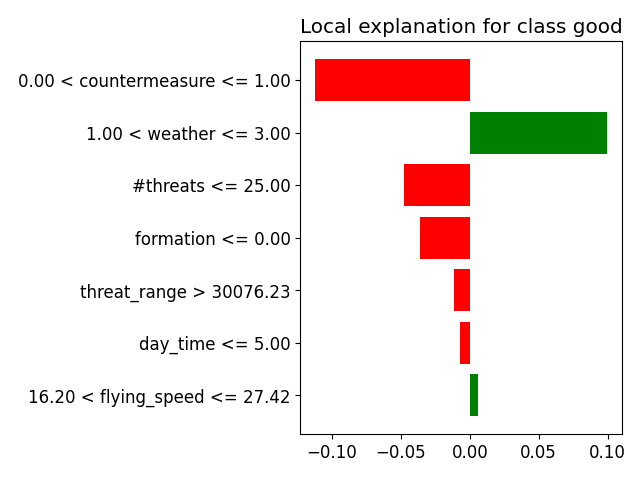 Local explanation for class good
0.00 < countermeasure <= 1.00
1.00 < weather <= 3.00
#threats <= 25.00
formation <= 0.00
threat_range > 30076.23
day_time <= 5.00
16.20 < flying_speed <= 27.42
−0.10 −0.05 0.00 0.05 0.10